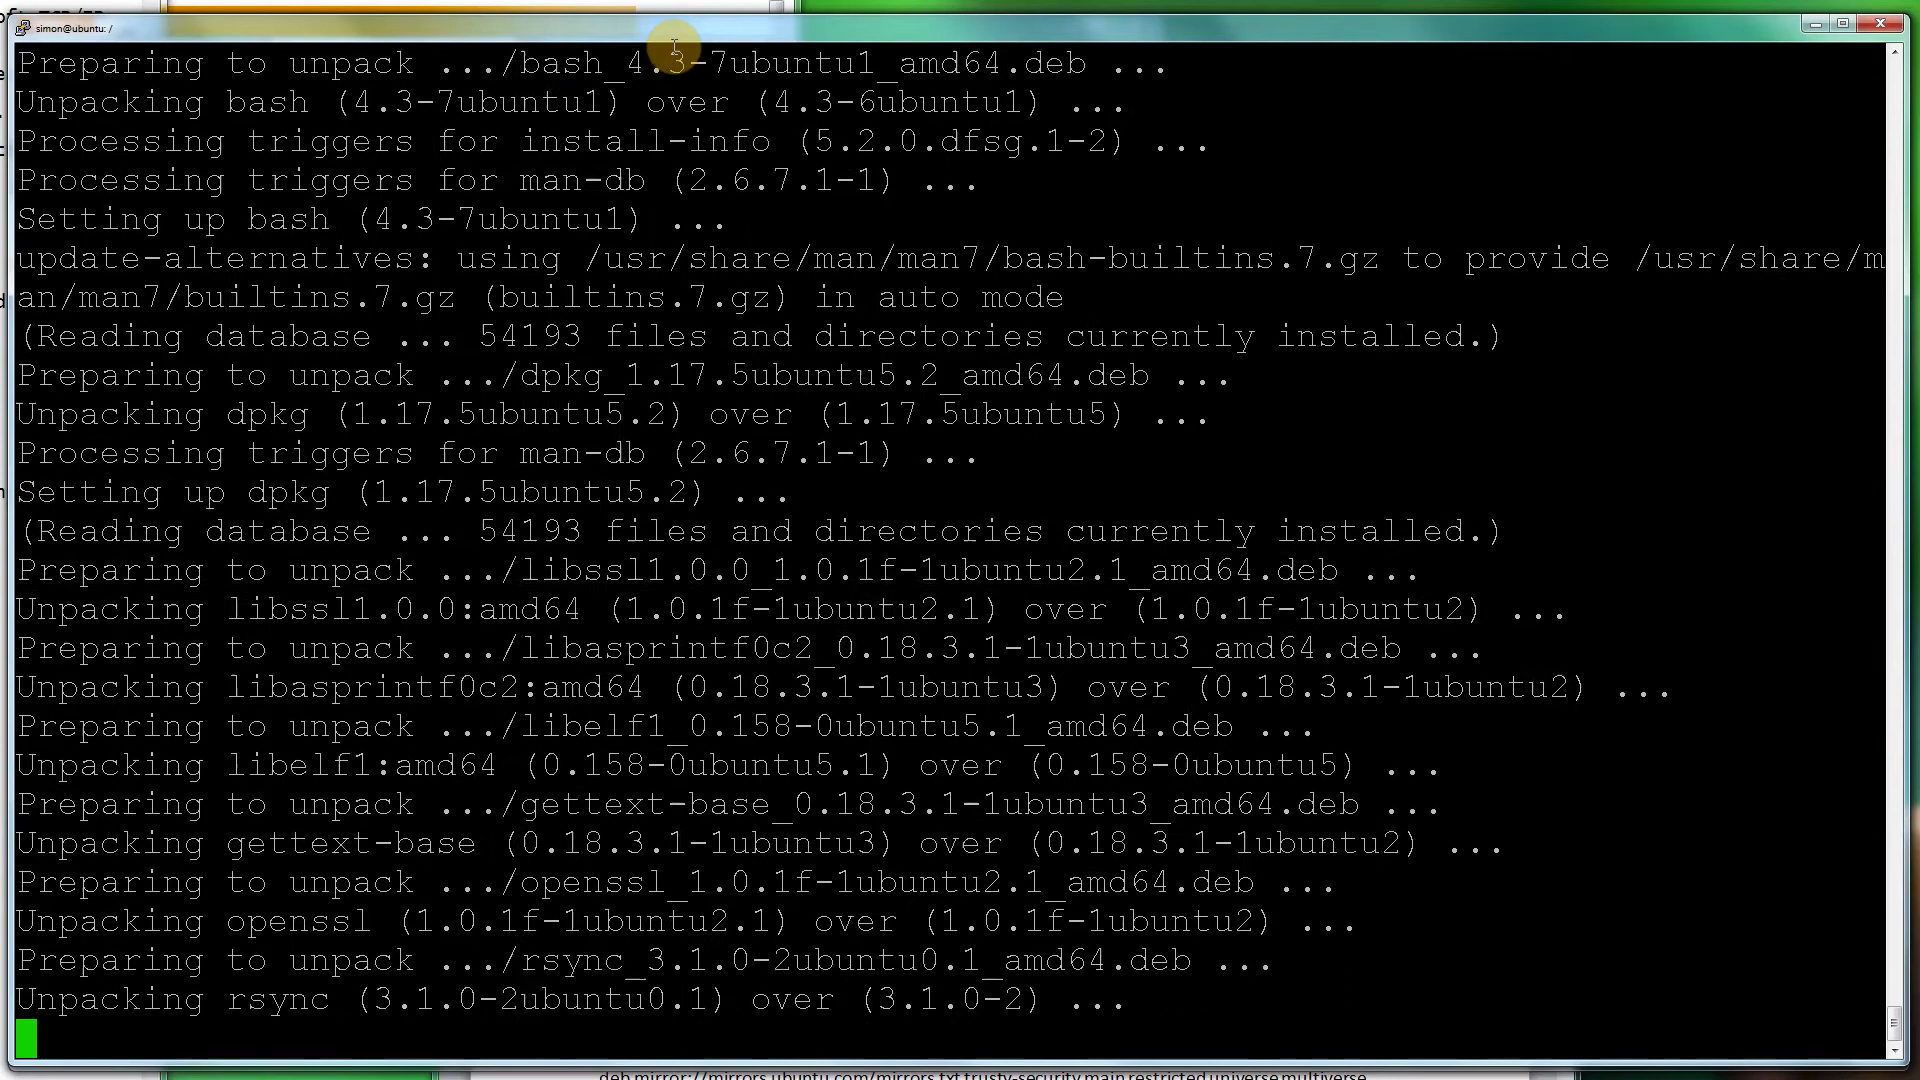 simon@ubuntu: /
Preparing to unpack .../bash_4.3-7ubuntu1_amd64.deb ...
Unpacking bash (4.3-7ubuntu1) over (4.3-6ubuntu1) ...
Processing triggers for install-info (5.2.0.dfsg.1-2) ...
Processing triggers for man-db (2.6.7.1-1) ...
Setting up bash (4.3-7ubuntu1) ...
update-alternatives: using /usr/share/man/man7/bash-builtins.7.gz to provide /usr/share/m
an/man7/builtins.7.gz (builtins.7.gz) in auto mode
(Reading database ... 54193 files and directories currently installed.)
Preparing to unpack .../dpkg_1.17.5ubuntu5.2_amd64.deb ...
Unpacking dpkg (1.17.5ubuntu5.2) over (1.17.5ubuntu5) ...
Processing triggers for man-db (2.6.7.1-1) ...
Setting up dpkg (1.17.5ubuntu5.2) ...
(Reading database ... 54193 files and directories currently installed.)
Preparing to unpack .../libssl1.0.0_1.0.1f-1ubuntu2.1_amd64.deb ...
Unpacking libssl1.0.0:amd64 (1.0.1f-1ubuntu2.1) over (1.0.1f-1ubuntu2) ...
Preparing to unpack .../libasprintf0c2_0.18.3.1-1ubuntu3_amd64.deb ...
Unpacking libasprintf0c2:amd64 (0.18.3.1-1ubuntu3) over (0.18.3.1-1ubuntu2) ...
Preparing to unpack .../libelf1_0.158-0ubuntu5.1_amd64.deb ...
Unpacking libelf1:amd64 (0.158-0ubuntu5.1) over (0.158-0ubuntu5) ...
Preparing to unpack .../gettext-base_0.18.3.1-1ubuntu3_amd64.deb ...
Unpacking gettext-base (0.18.3.1-1ubuntu3) over (0.18.3.1-1ubuntu2) ...
Preparing to unpack .../openssl_1.0.1f-1ubuntu2.1_amd64.deb ...
Unpacking openssl (1.0.1f-1ubuntu2.1) over (1.0.1f-1ubuntu2) ...
Preparing to unpack .../rsync_3.1.0-2ubuntu0.1_amd64.deb ...
Unpacking rsync (3.1.0-2ubuntu0.1) over (3.1.0-2) ...
deb mirror://mirrors.ubuntu.com/mirrors.txt trusty-security main restricted universe multiverse